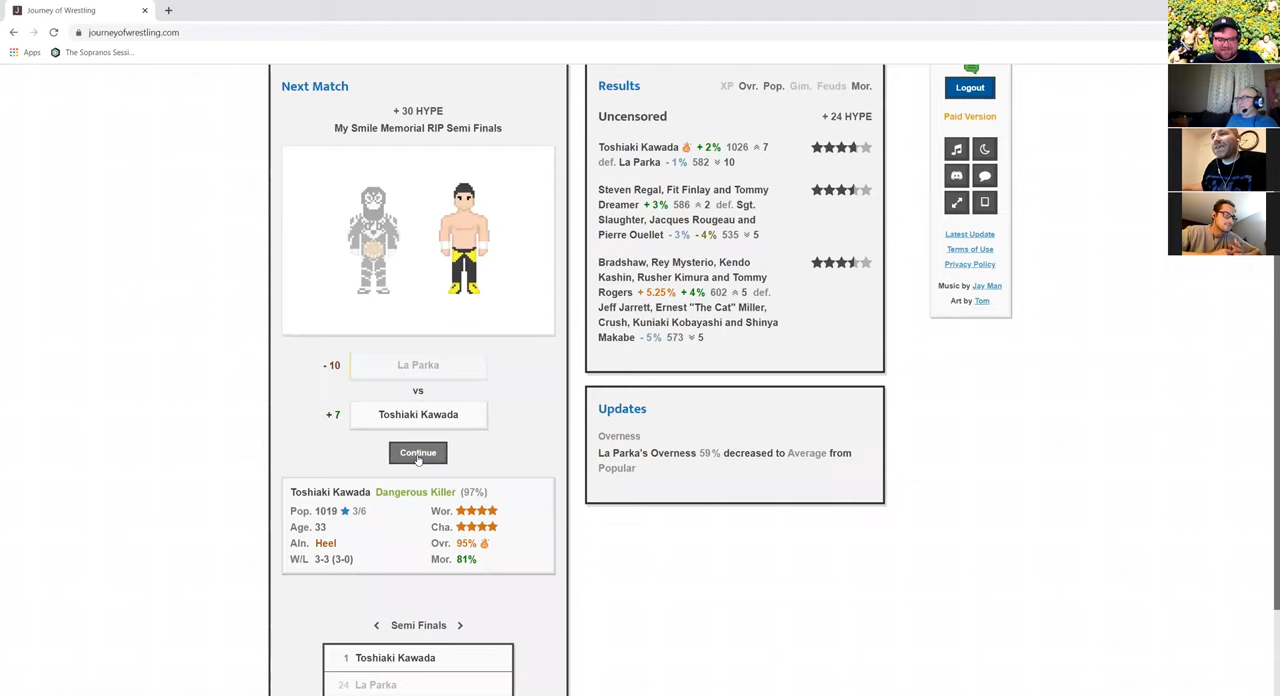 Journey of Wrestling
journeyofwrestling.com
Apps
The Sopranos Sessi...
Next Match
+ 30 HYPE
My Smile Memorial RIP Semi Finals
- 10
La Parka
vs
+ 7
Toshiaki Kawada
Continue
Toshiaki Kawada Dangerous Killer (97%)
Pop. 1019 ★ 3/6
Wor. ★★★★
Age. 33
Cha. ★★★★
Aln. Heel
Ovr. 95%
W/L 3-3 (3-0)
Mor. 81%
< Semi Finals >
1 Toshiaki Kawada
24 La Parka
Results
XP Ovr. Pop. Gim. Feuds Mor.
Uncensored
+ 24 HYPE
Toshiaki Kawada + 2% 1026 7
def. La Parka - 1% 582 10
Steven Regal, Fit Finlay and Tommy
Dreamer + 3% 586 2 def. Sgt.
Slaughter, Jacques Rougeau and
Pierre Ouellet - 3% - 4% 535 5
Bradshaw, Rey Mysterio, Kendo
Kashin, Rusher Kimura and Tommy
Rogers + 5.25% + 4% 602 5 def.
Jeff Jarrett, Ernest "The Cat" Miller,
Crush, Kuniaki Kobayashi and Shinya
Makabe - 5% 573 5
Updates
Overness
La Parka's Overness 59% decreased to Average from
Popular
Logout
Paid Version
Latest Update
Terms of Use
Privacy Policy
Music by Jay Man
Art by Tom